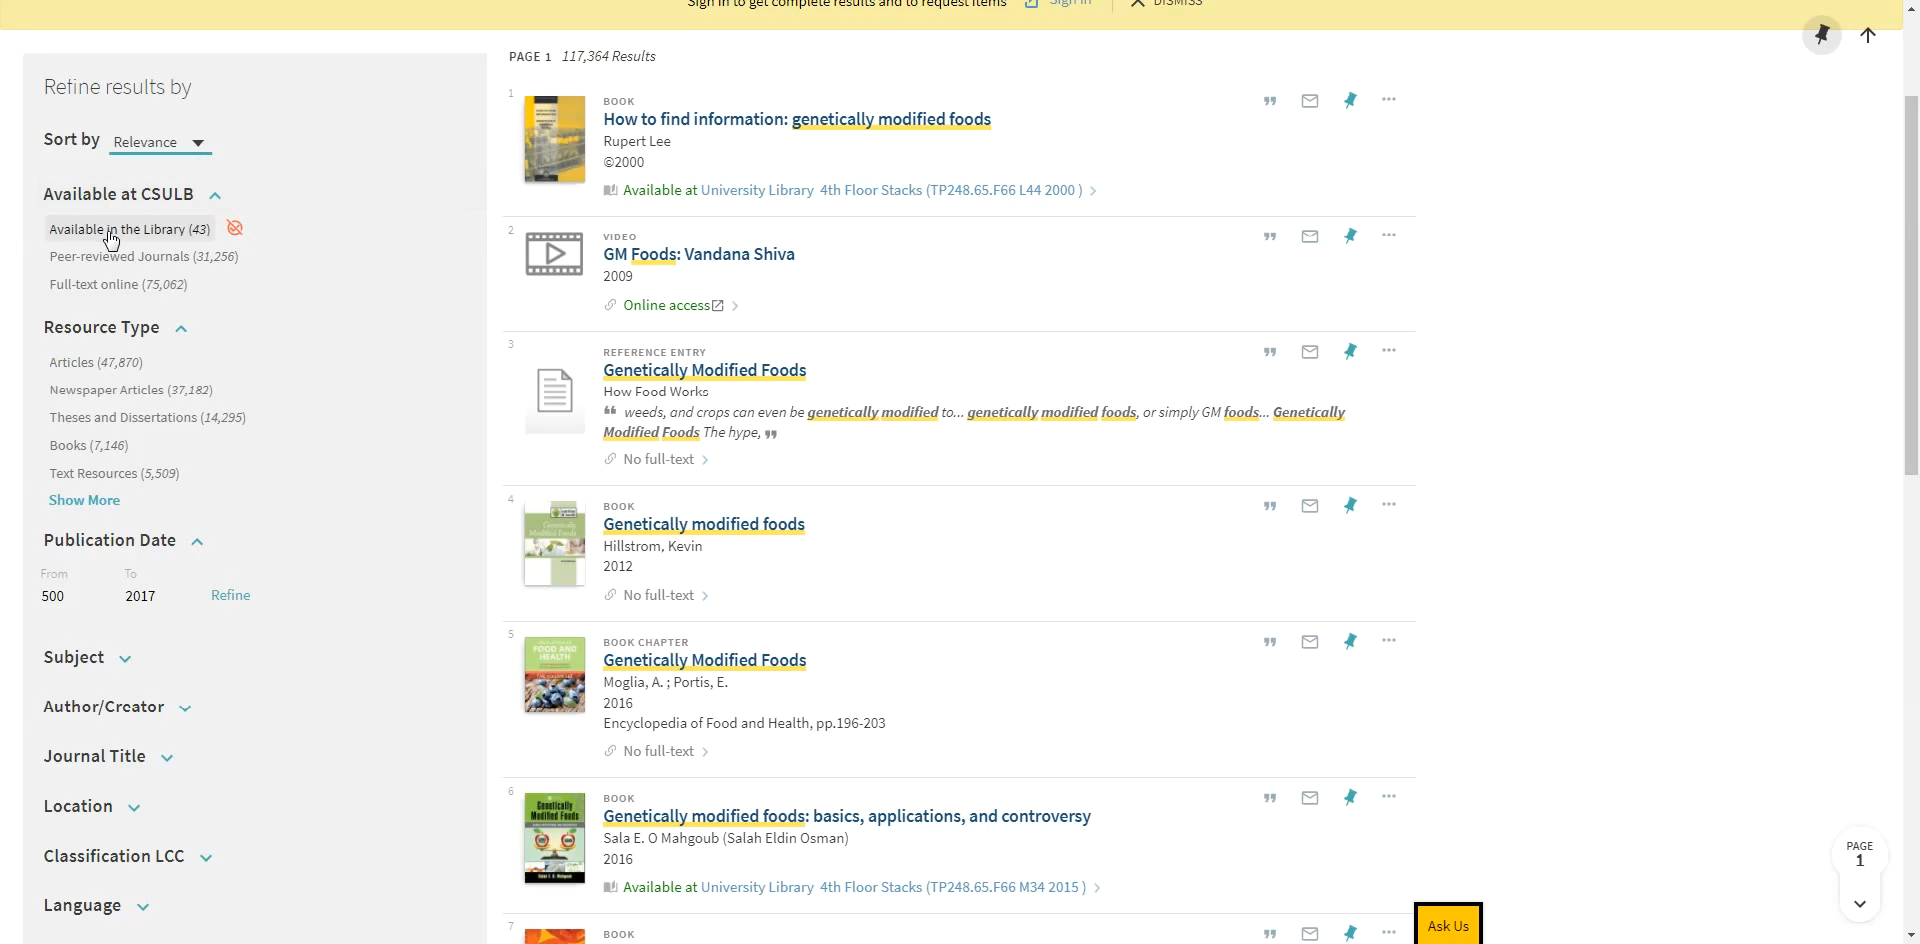 Sign in to get complete results and to request items Sign in DISMISS
Refine results by
Sort by Relevance
Available at CSULB
Available in the Library (43)
Peer-reviewed Journals (31,256)
Full-text online (75,062)
Resource Type
Articles (47,870)
Newspaper Articles (37,182)
Theses and Dissertations (14,295)
Books (7,146)
Text Resources (5,509)
Show More
Publication Date
From To
500 2017 Refine
Subject
Author/Creator
Journal Title
Location
Classification LCC
Language
PAGE 1 117,364 Results
1
BOOK
How to find information: genetically modified foods
Rupert Lee
©2000
Available at University Library 4th Floor Stacks (TP248.65.F66 L44 2000 )
2
VIDEO
GM Foods: Vandana Shiva
2009
Online access
3
REFERENCE ENTRY
Genetically Modified Foods
How Food Works
“ weeds, and crops can even be genetically modified to... genetically modified foods, or simply GM foods... Genetically
Modified Foods The hype, ”
No full-text
4
BOOK
Genetically modified foods
Hillstrom, Kevin
2012
No full-text
5
FOOD AND
HEALTH
BOOK CHAPTER
Genetically Modified Foods
Moglia, A. ; Portis, E.
2016
Encyclopedia of Food and Health, pp.196-203
No full-text
6
Genetically
Modified Foods
BOOK
Genetically modified foods: basics, applications, and controversy
Sala E. O Mahgoub (Salah Eldin Osman)
2016
Available at University Library 4th Floor Stacks (TP248.65.F66 M34 2015 )
7
BOOK
PAGE
1
Ask Us